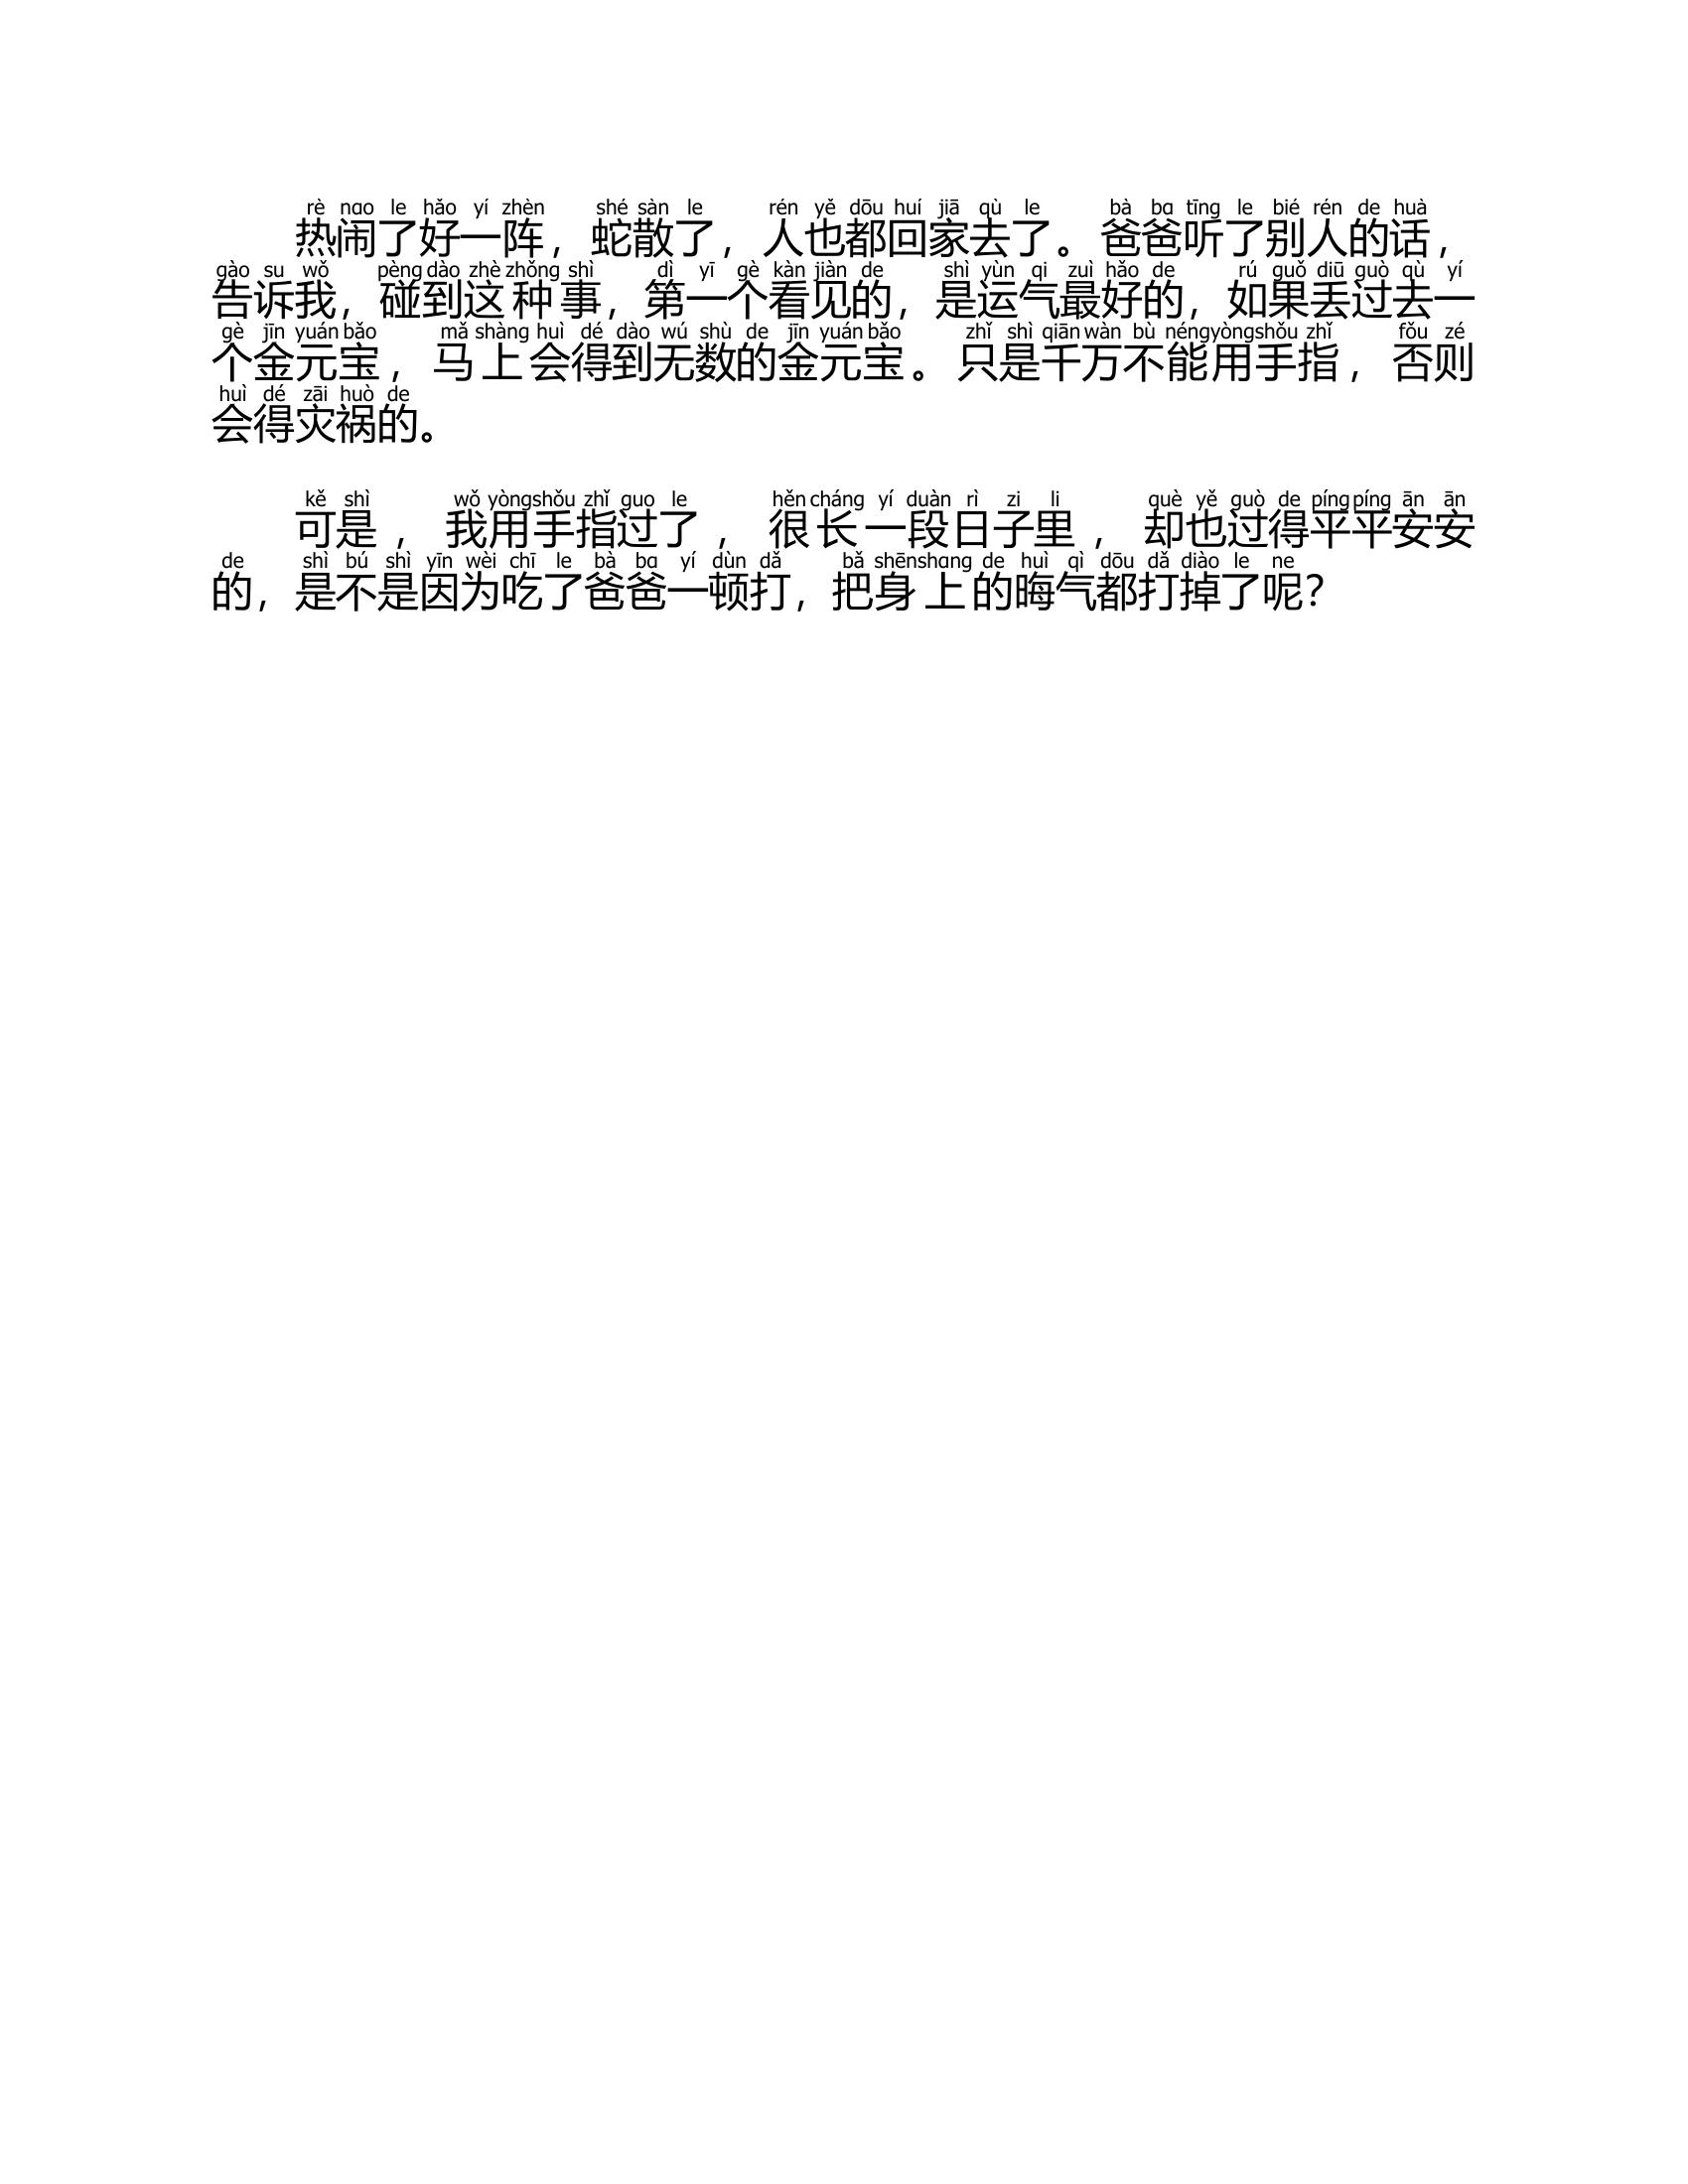 rè nao le hǎo yí zhèn shé sàn le rén yě dōu huí jiā qù le bà ba tīng le bié rén de huà
热闹了好一阵，蛇散了，人也都回家去了。爸爸听了别人的话，
gào su wǒ pèng dào zhè zhǒng shì dì yī gè kàn jiàn de shì yùn qi zuì hǎo de rú guǒ diū guò qù yí
告诉我，碰到这种事，第一个看见的，是运气最好的，如果丢过去一
gè jīn yuán bǎo mǎ shàng huì dé dào wú shù de jīn yuán bǎo zhǐ shì qiān wàn bù néng yòng shǒu zhǐ fǒu zé
个金元宝，马上会得到无数的金元宝。只是千万不能用手指，否则
huì dé zāi huò de
会得灾祸的。
kě shì wǒ yòng shǒu zhǐ guo le hěn cháng yí duàn rì zi li què yě guò de píng píng ān ān
可是，我用手指过了，很长一段日子里，却也过得平平安安
de shì bú shì yīn wèi chī le bà ba yí dùn dǎ bǎ shēn shang de huì qì dōu dǎ diào le ne
的，是不是因为吃了爸爸一顿打，把身上的晦气都打掉了呢？